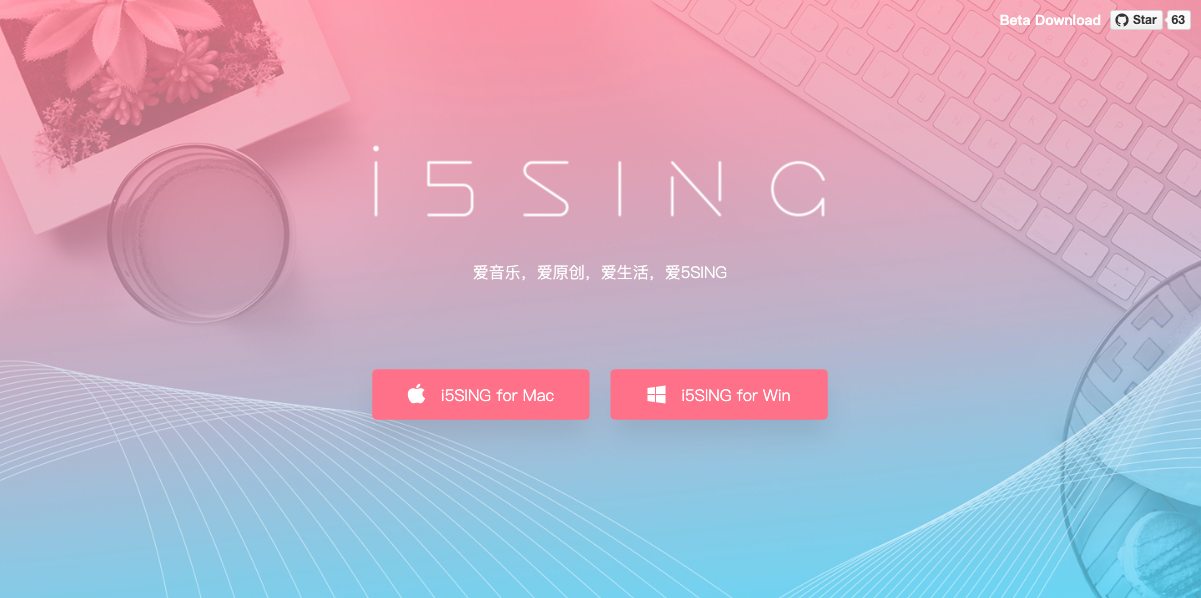 Beta Download
Star
63
i5SING
爱音乐，爱原创，爱生活，爱5SING
i5SING for Mac
i5SING for Win